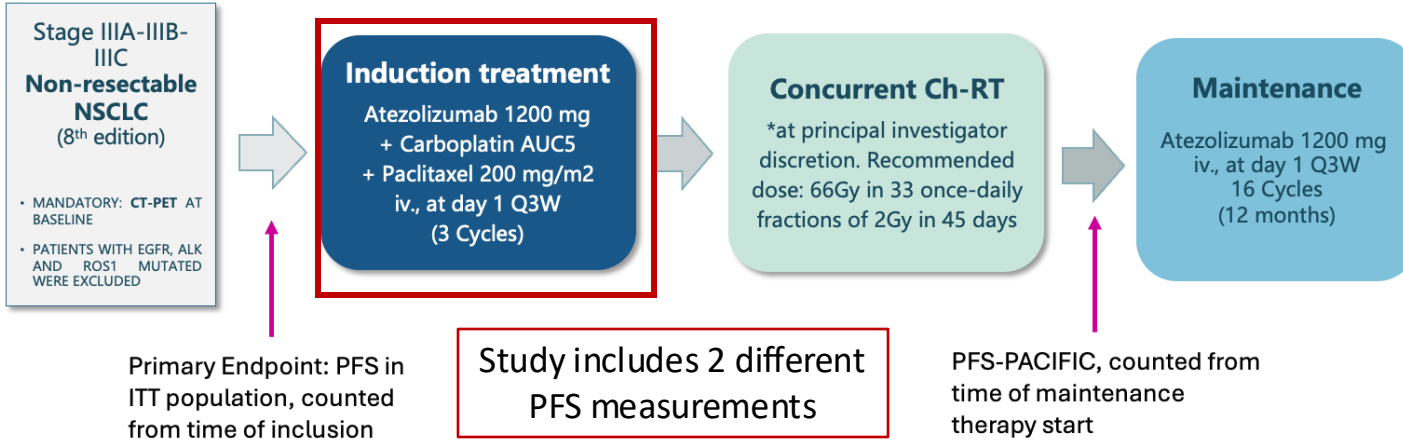 Stage IIIA-IIIB-
IIIC
Non-resectable
NSCLC
(8th edition)
• MANDATORY: CT-PET AT
BASELINE
• PATIENTS WITH EGFR, ALK
AND ROS1 MUTATED
WERE EXCLUDED
Induction treatment
Atezolizumab 1200 mg
+ Carboplatin AUC5
+ Paclitaxel 200 mg/m2
iv., at day 1 Q3W
(3 Cycles)
Concurrent Ch-RT
*at principal investigator
discretion. Recommended
dose: 66Gy in 33 once-daily
fractions of 2Gy in 45 days
Maintenance
Atezolizumab 1200 mg
iv., at day 1 Q3W
16 Cycles
(12 months)
Primary Endpoint: PFS in
ITT population, counted
from time of inclusion
Study includes 2 different
PFS measurements
PFS-PACIFIC, counted from
time of maintenance
therapy start